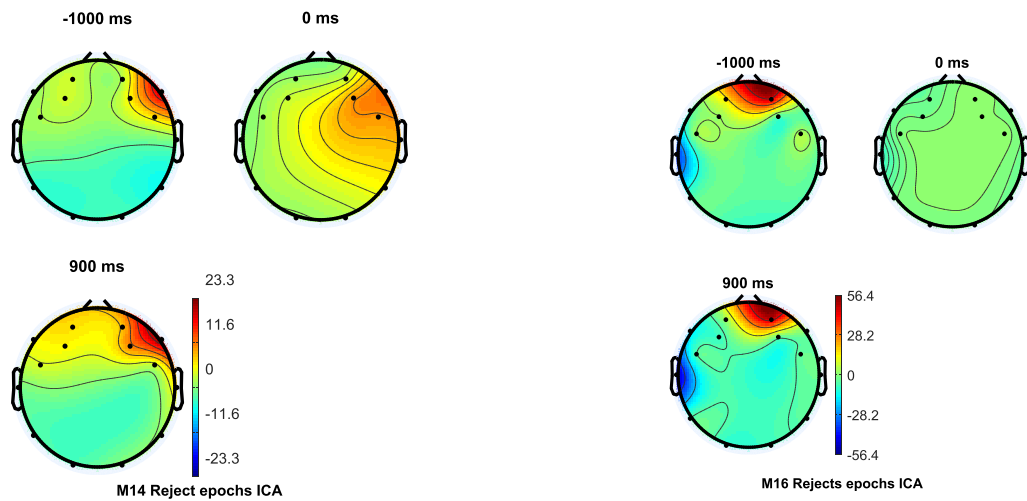 -1000 ms
0 ms
900 ms
23.3
11.6
0
-11.6
-23.3
M14 Reject epochs ICA
-1000 ms
0 ms
900 ms
56.4
28.2
0
-28.2
-56.4
M16 Rejects epochs ICA